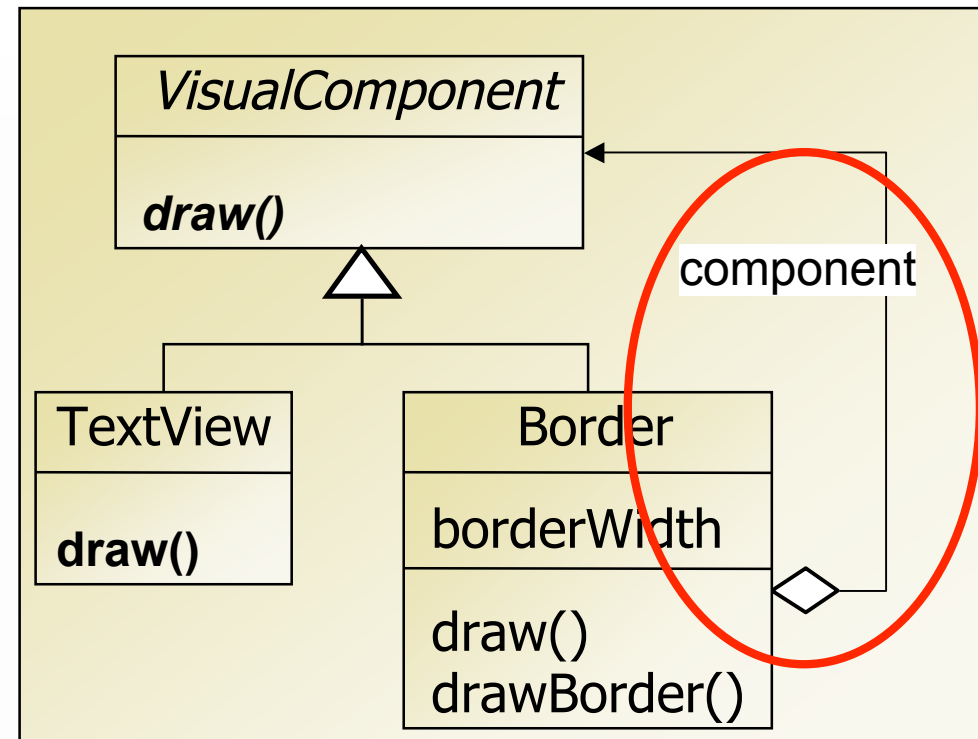 VisualComponent
draw()
component
TextView
draw()
Border
borderWidth
draw()
drawBorder()